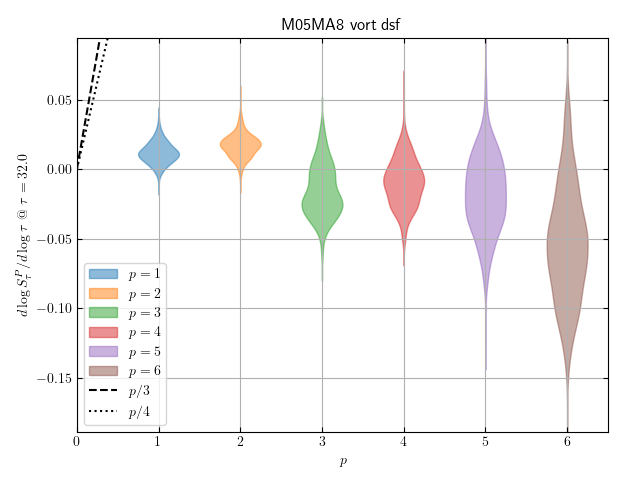 M05MA8 vort dsf
d log S_τ^P / d log τ @ τ = 32.0
0.05
0.00
−0.05
−0.10
−0.15
p = 1
p = 2
p = 3
p = 4
p = 5
p = 6
p/3
p/4
0 1 2 3 4 5 6
p